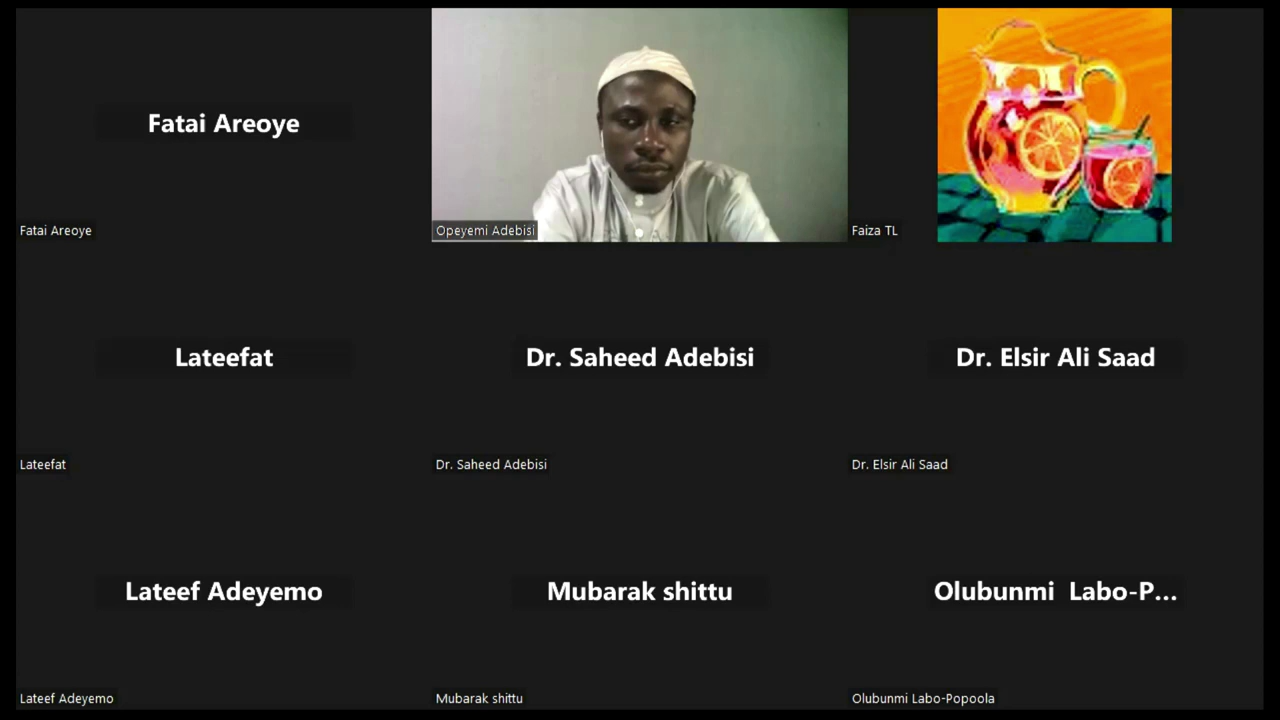 Fatai Areoye
Fatai Areoye
Opeyemi Adebisi
Faiza TL
Lateefat
Dr. Saheed Adebisi
Dr. Elsir Ali Saad
Lateefat
Dr. Saheed Adebisi
Dr. Elsir Ali Saad
Lateef Adeyemo
Mubarak shittu
Olubunmi Labo-P...
Lateef Adeyemo
Mubarak shittu
Olubunmi Labo-Popoola